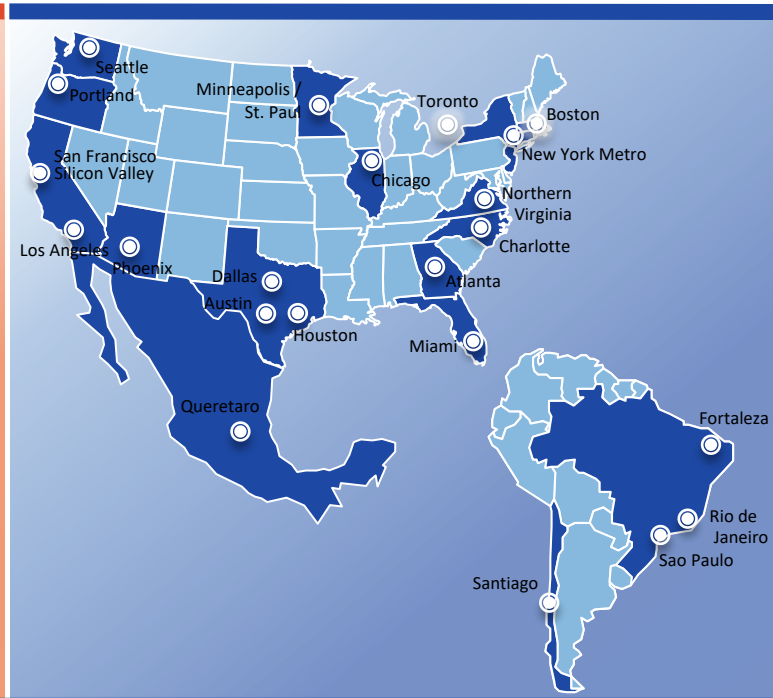 Seattle
Portland
Minneapolis /
St. Paul
Toronto
Boston
New York Metro
San Francisco
Silicon Valley
Chicago
Northern
Virginia
Charlotte
Los Angeles
Phoenix
Dallas
Atlanta
Austin
Houston
Miami
Queretaro
Fortaleza
Rio de
Janeiro
Sao Paulo
Santiago